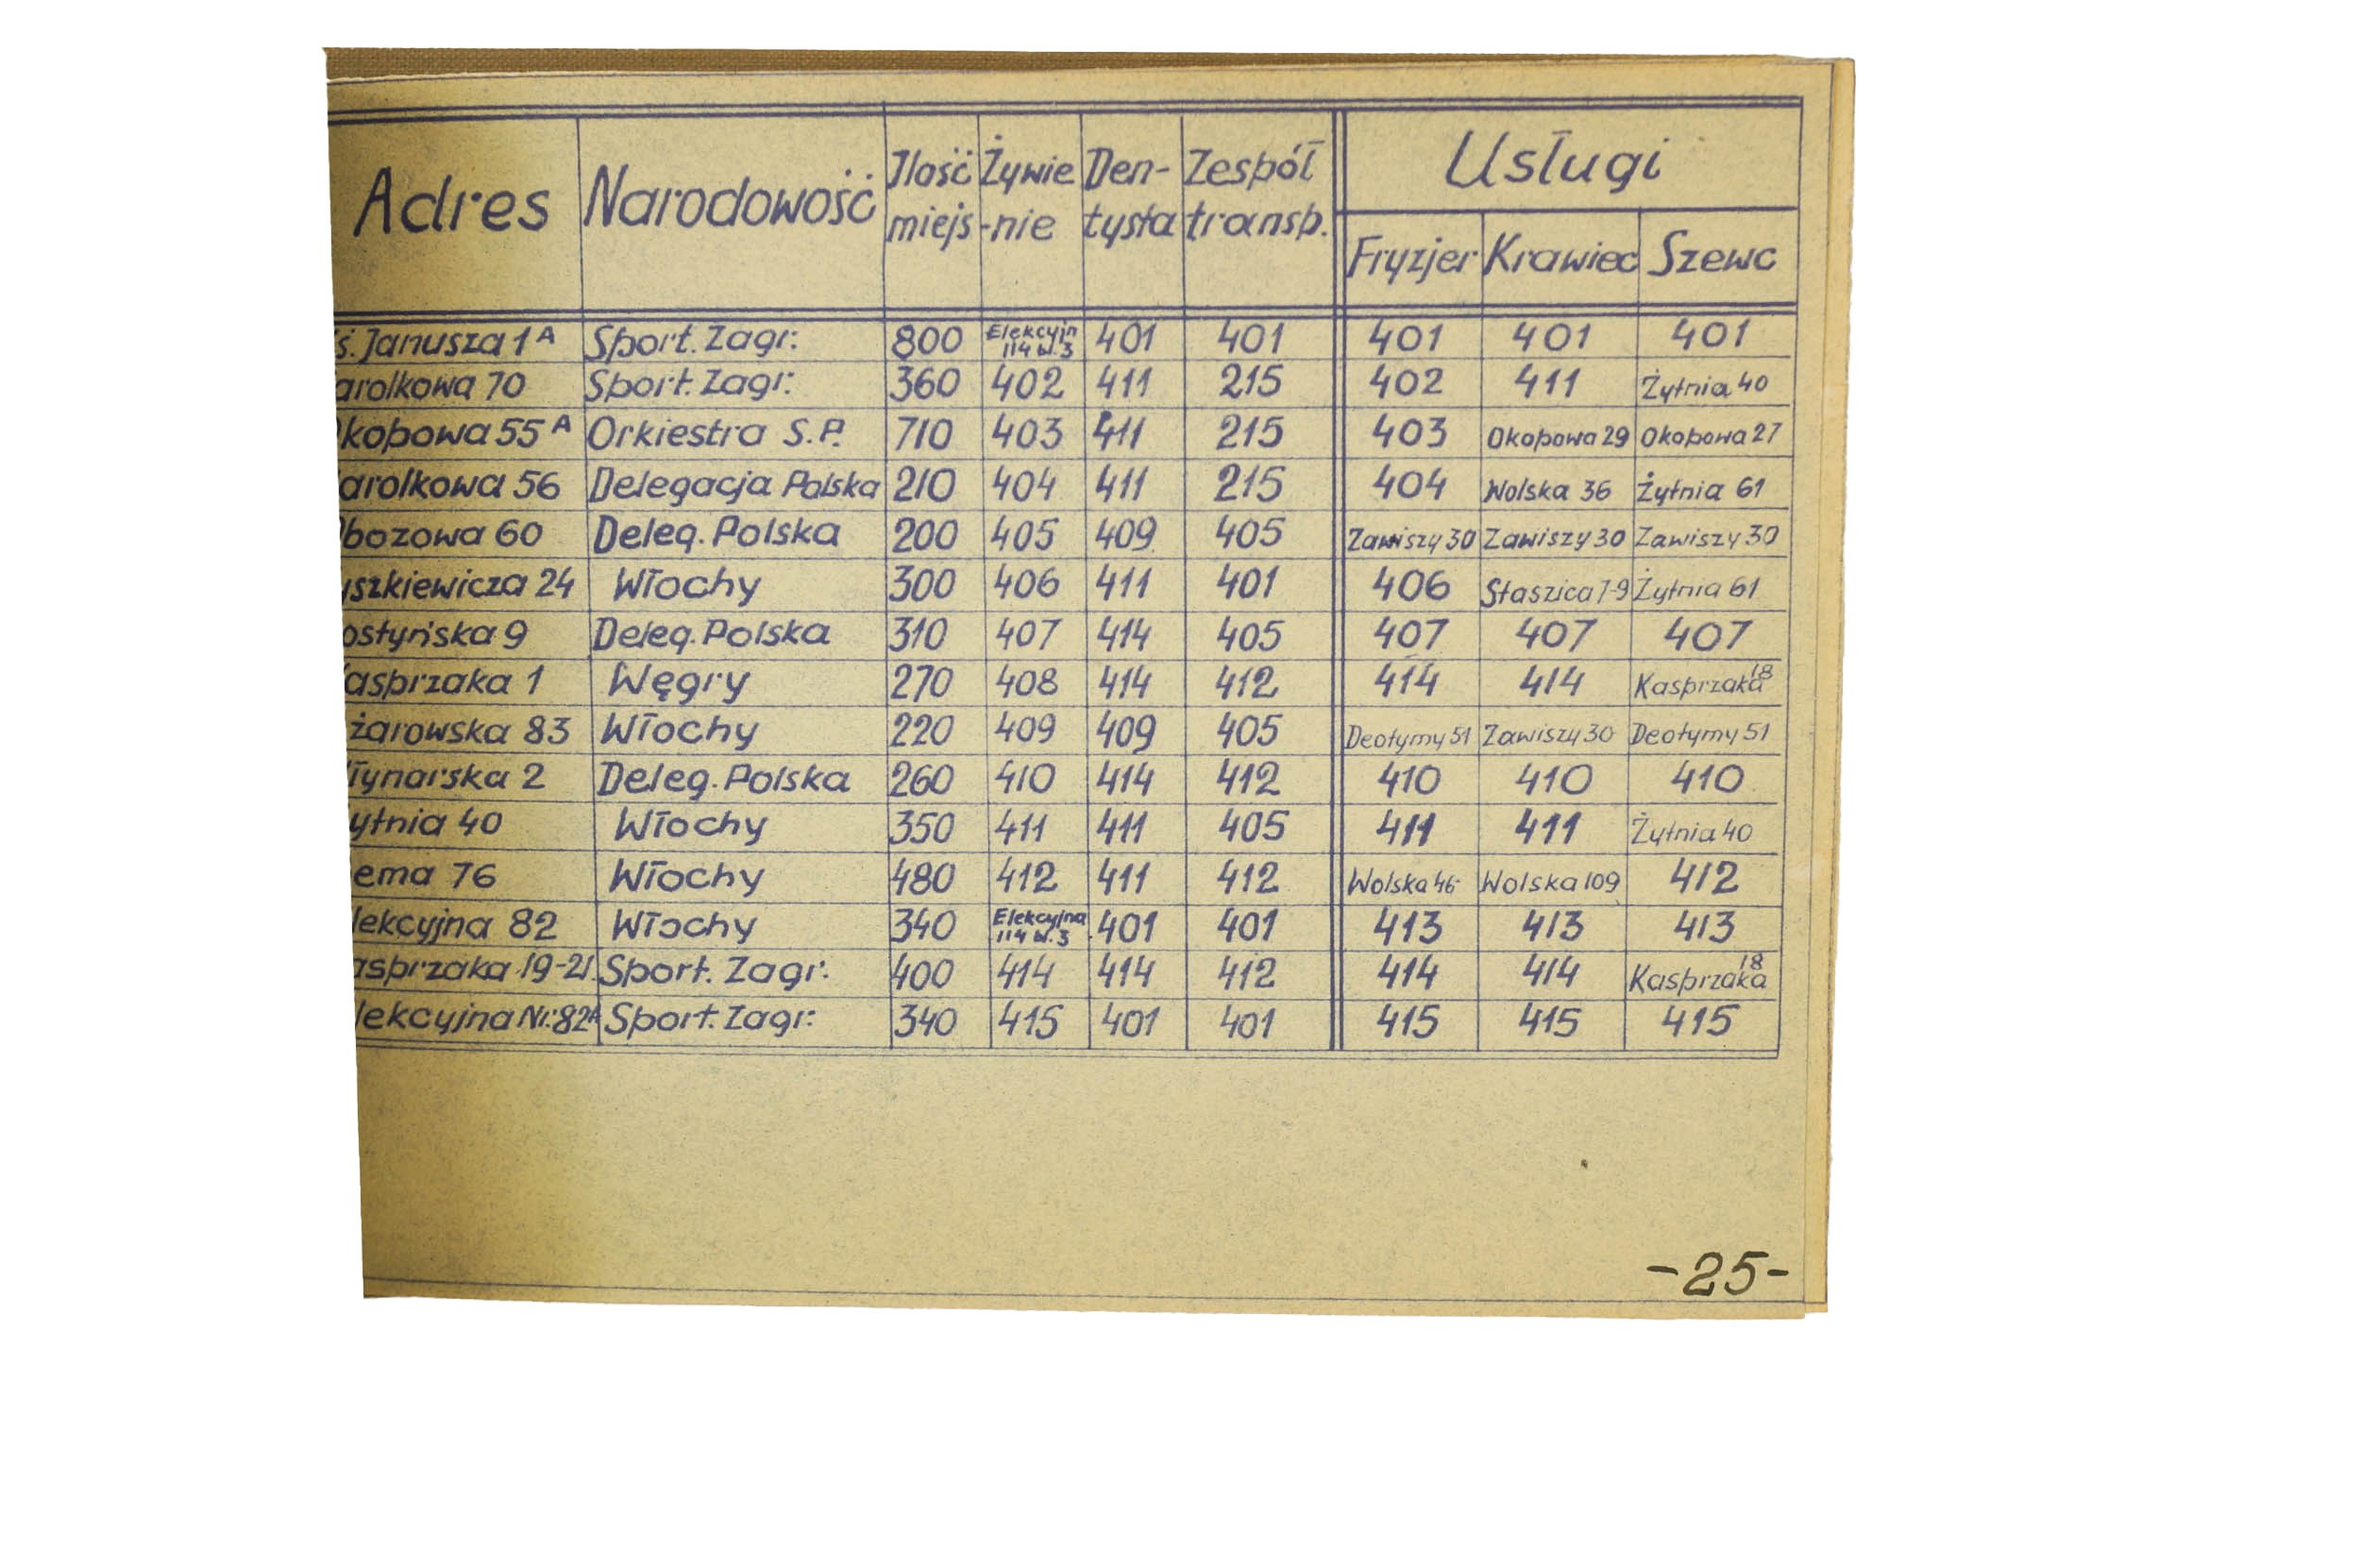 Adres Narodowość Ilość miejs Żywie-nie Den-tysta Zespół transp. Usługi
Fryzjer Krawiec Szewc
ś. Janusza 1A Sport. Zagr. 800 Elekcyjn 114 bl.3 401 401 401 401 401
arolkowa 70 Sport. Zagr. 360 402 411 215 402 411 Żytnia 40
kopowa 55A Orkiestra S.P. 710 403 411 215 403 Okopowa 29 Okopowa 27
arolkowa 56 Delegacja Polska 210 404 411 215 404 Wolska 36 Żytnia 61
bozowa 60 Deleg. Polska 200 405 409 405 Zawiszy 30 Zawiszy 30 Zawiszy 30
yszkiewicza 24 Włochy 300 406 411 401 406 Staszica 7-9 Żytnia 61
ostyńska 9 Deleg. Polska 310 407 414 405 407 407 407
asprzaka 1 Węgry 270 408 414 412 414 414 Kasprzaka 18
żarowska 83 Włochy 220 409 409 405 Deotymy 51 Zawiszy 30 Deotymy 51
łynarska 2 Deleg. Polska 260 410 414 412 410 410 410
ytnia 40 Włochy 350 411 411 405 411 411 Żytnia 40
ema 76 Włochy 480 412 411 412 Wolska 46 Wolska 109 412
lekcyjna 82 Włochy 340 Elekcyjna 114 bl.3 401 401 413 413 413
asprzaka 19-21 Sport. Zagr. 400 414 414 412 414 414 Kasprzaka 18
lekcyjna Nr. 82A Sport. Zagr. 340 415 401 401 415 415 415
-25-